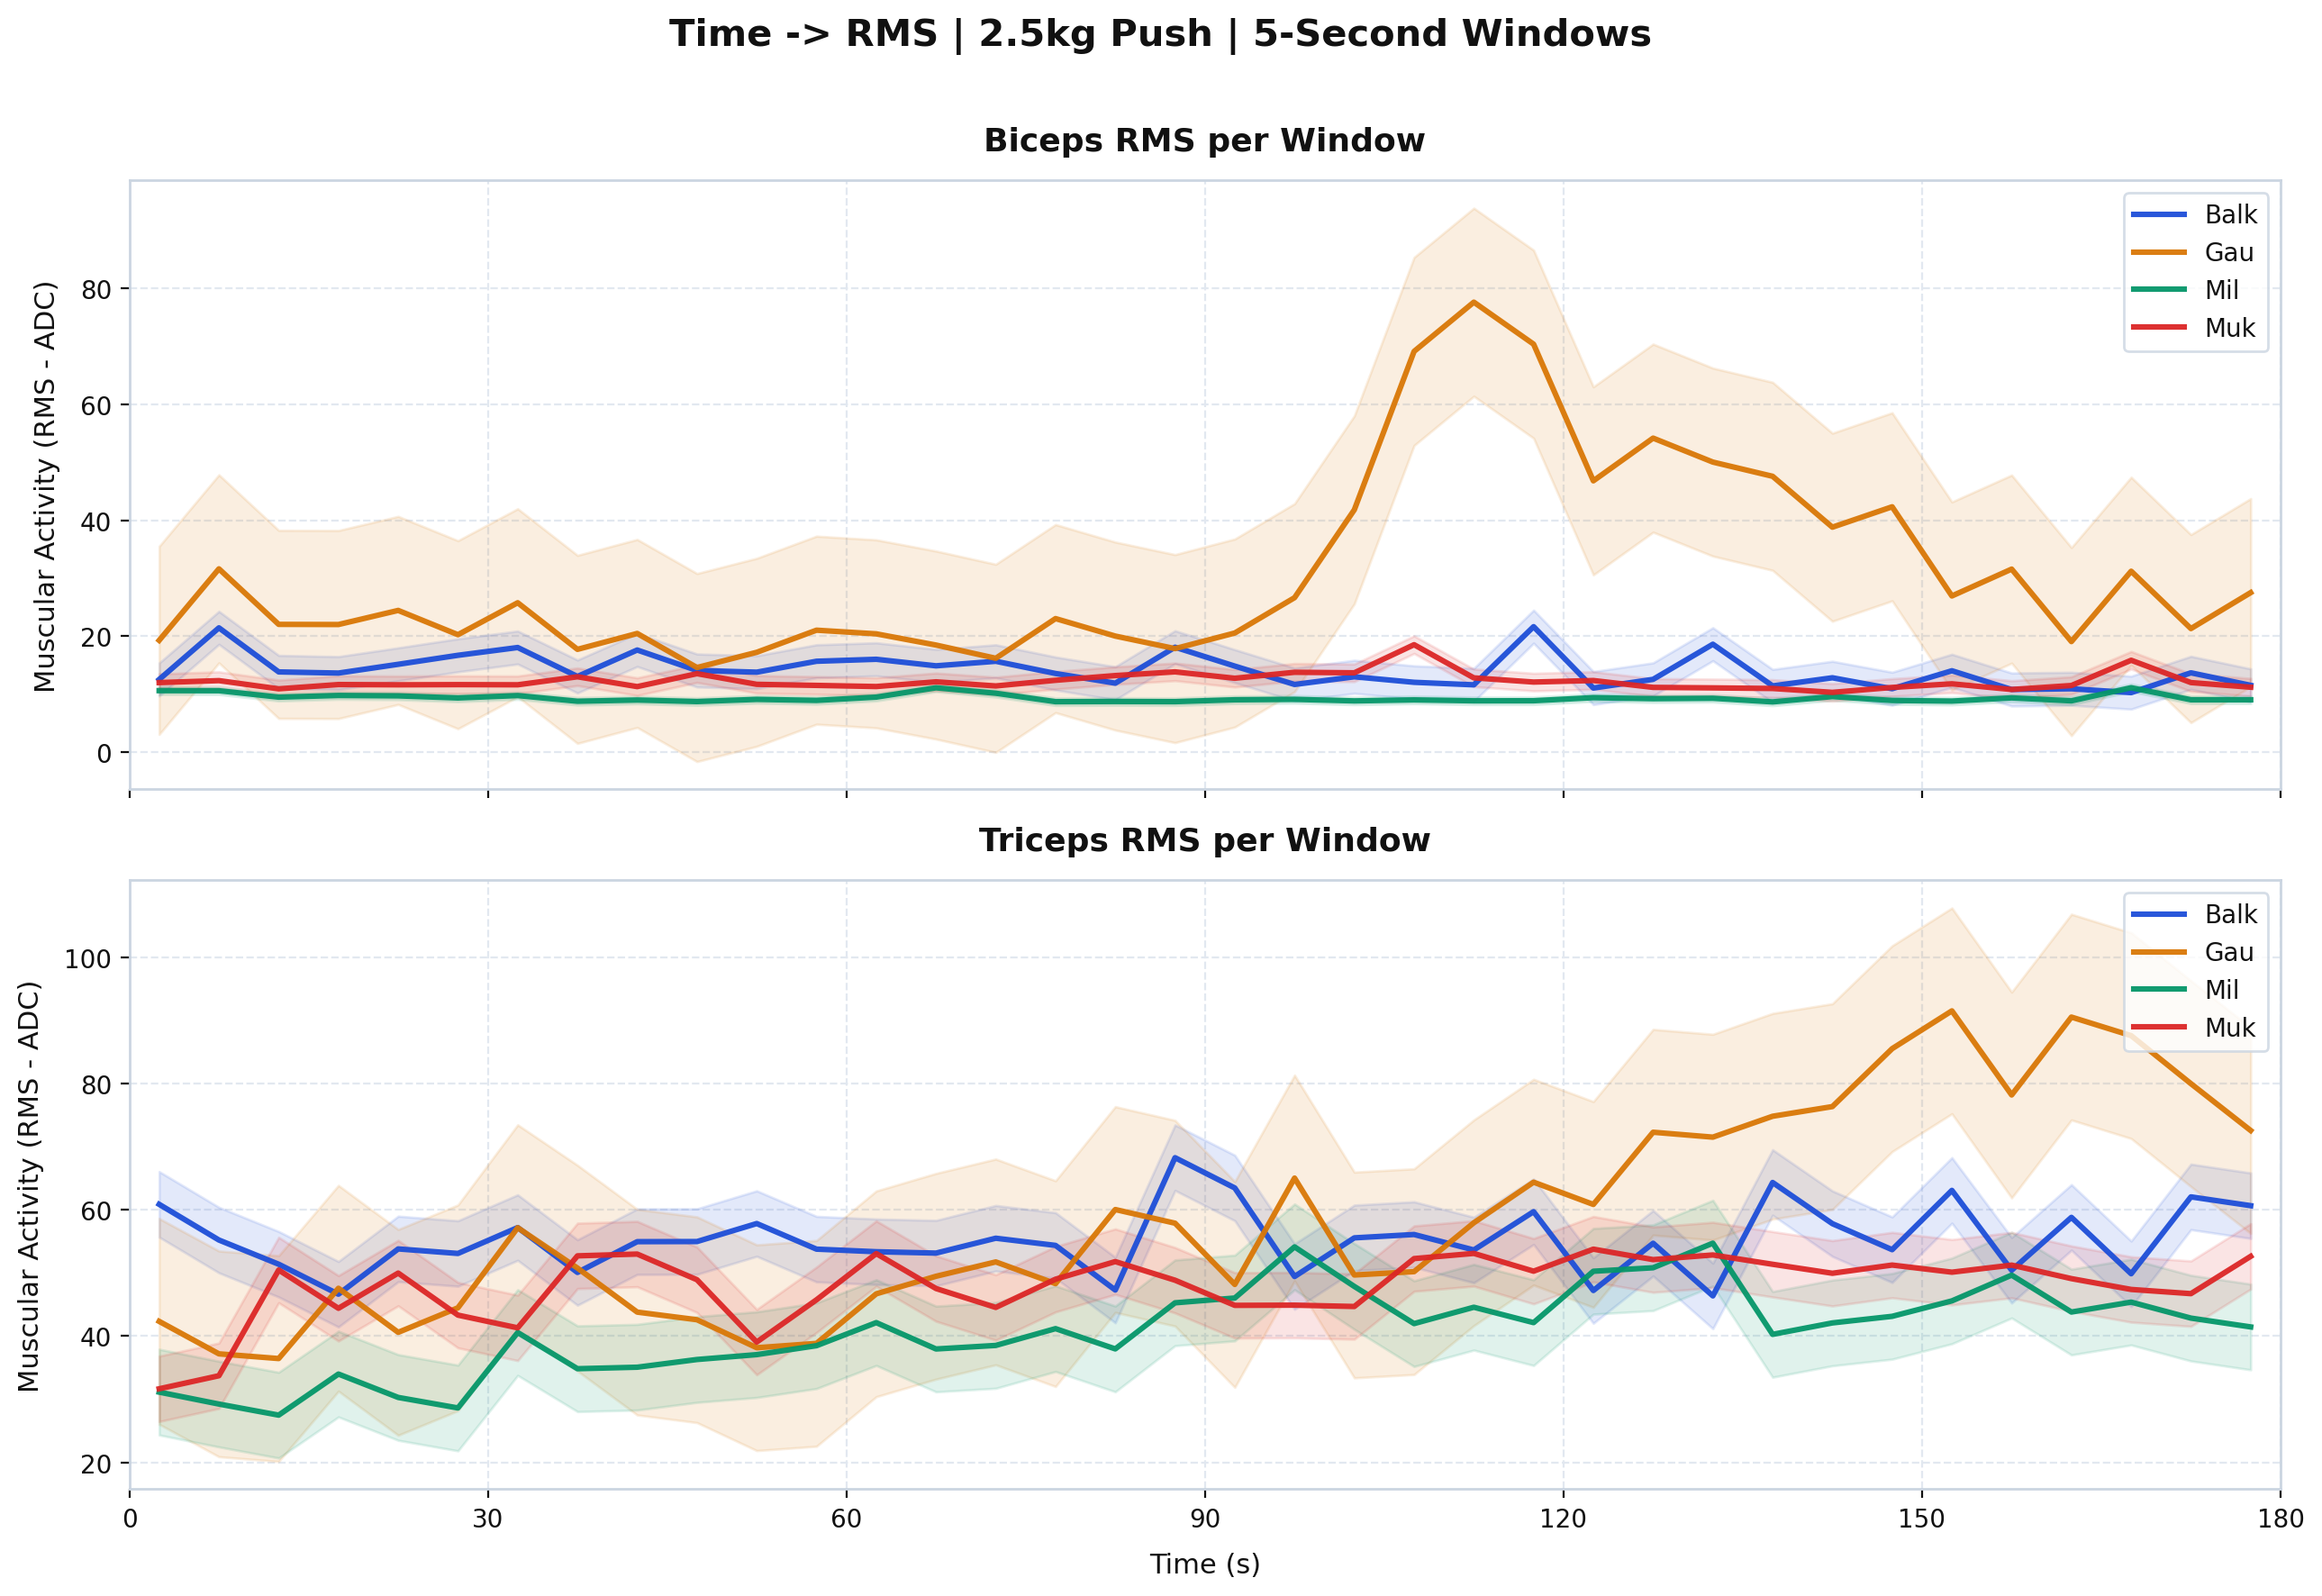 Time -> RMS | 2.5kg Push | 5-Second Windows
Biceps RMS per Window
Muscular Activity (RMS - ADC)
80
60
40
20
0
Balk
Gau
Mil
Muk
Triceps RMS per Window
Muscular Activity (RMS - ADC)
100
80
60
40
20
Balk
Gau
Mil
Muk
0
30
60
90
120
150
180
Time (s)